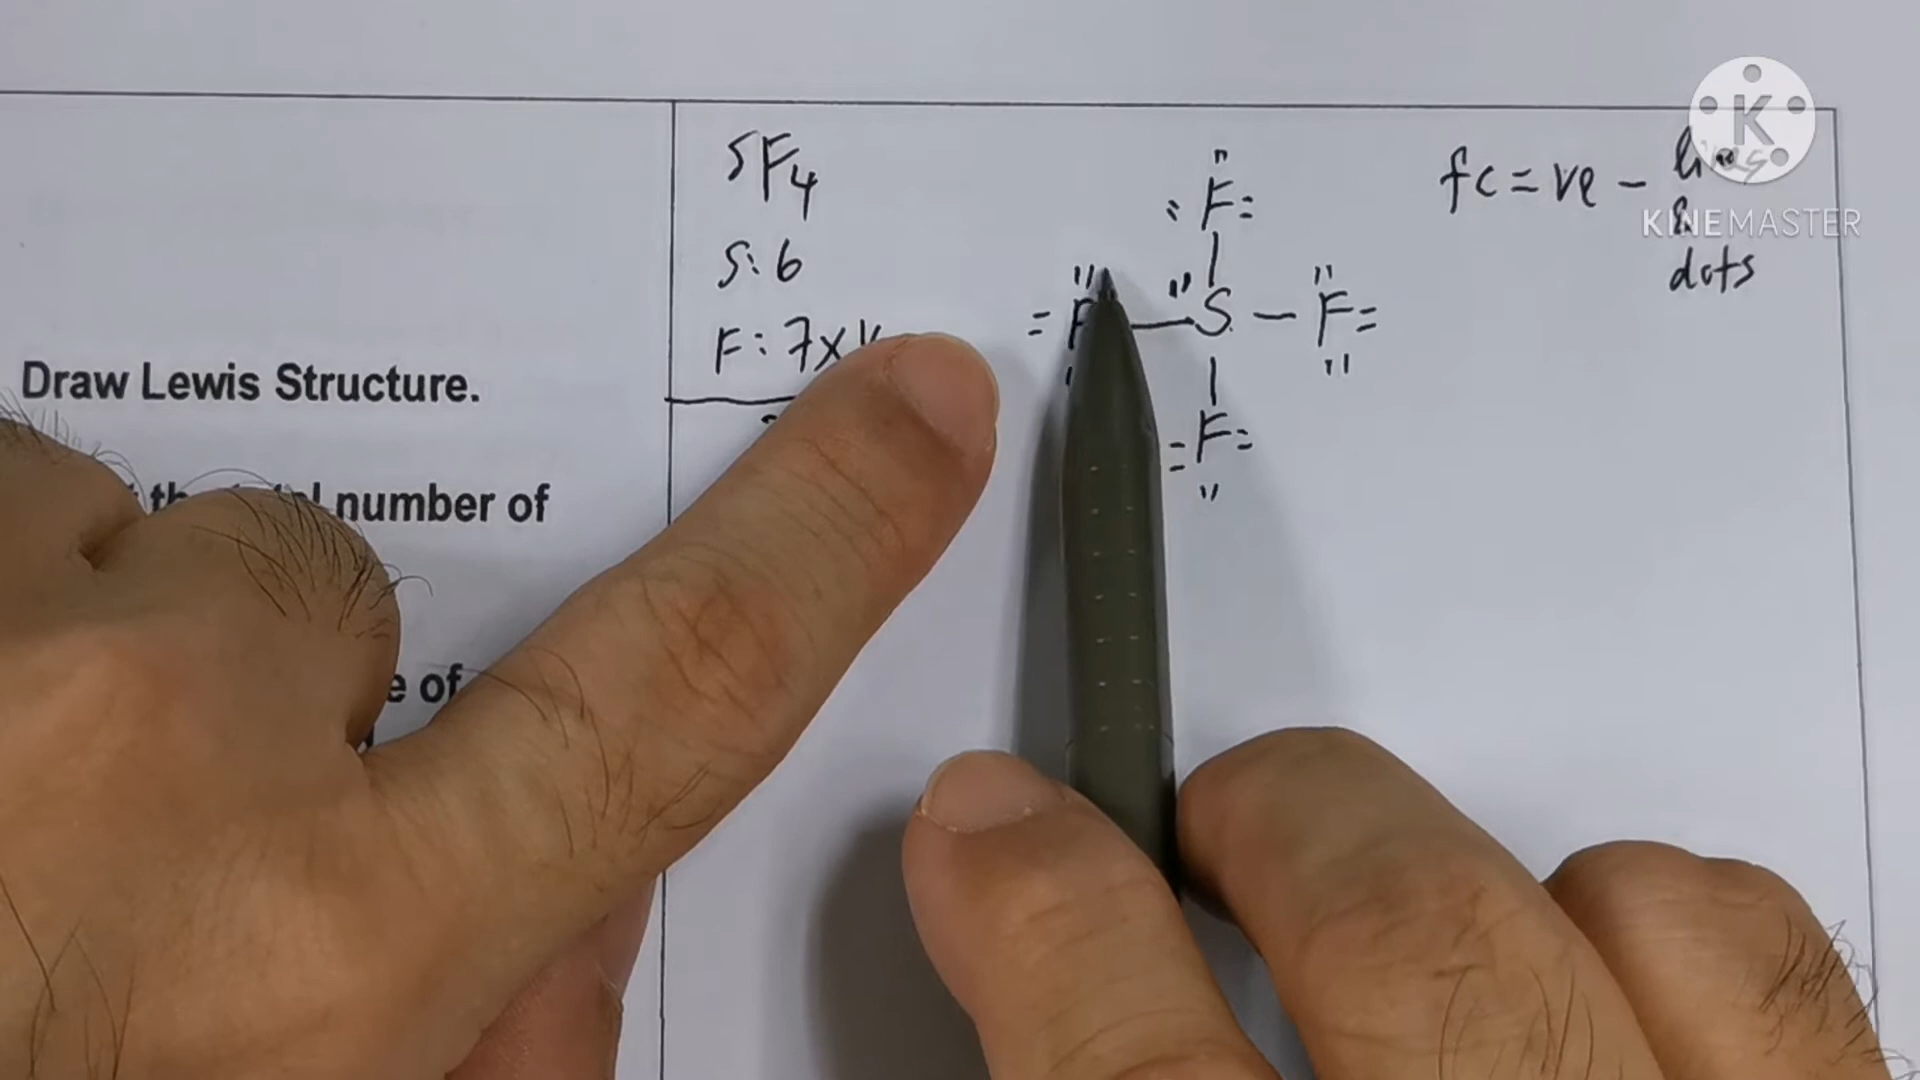 SF4
S: 6
F: 7x
Draw Lewis Structure.
number of
e of
F
F — S — F
F
fc = ve -
&
dots
K
KINEMASTER